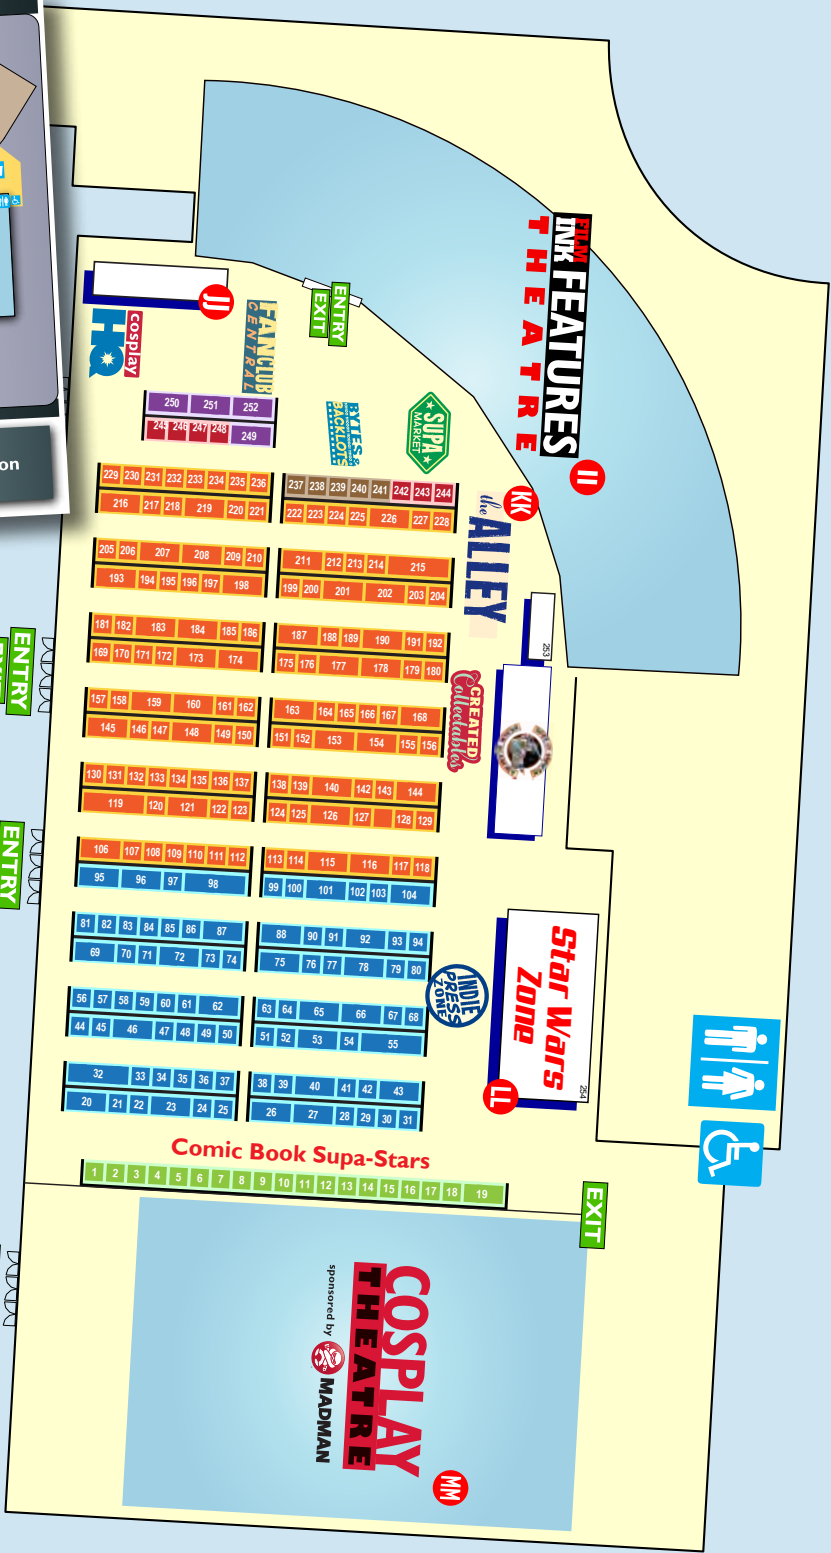 on
FILM
INK FEATURES
THEATRE
II
JJ
cosplay
HQ
FANCLUB
CENTRAL
ENTRY
EXIT
BYTES &
BACKLOTS
SUPA
MARKET
KK
the
ALLEY
250 251 252
245 246 247 248 249
229 230 231 232 233 234 235 236
216 217 218 219 220 221
237 238 239 240 241 242 243 244
222 223 224 225 226 227 228
205 206 207 208 209 210
193 194 195 196 197 198
211 212 213 214 215
199 200 201 202 203 204
181 182 183 184 185 186
169 170 171 172 173 174
187 188 189 190 191 192
175 176 177 178 179 180
253
ENTRY
CREATED
Collectables
157 158 159 160 161 162
145 146 147 148 149 150
163 164 165 166 167 168
151 152 153 154 155 156
130 131 132 133 134 135 136 137
119 120 121 122 123
138 139 140 142 143 144
124 125 126 127 128 129
ENTRY
106 107 108 109 110 111 112
95 96 97 98
113 114 115 116 117 118
99 100 101 102 103 104
81 82 83 84 85 86 87
69 70 71 72 73 74
88 90 91 92 93 94
75 76 77 78 79 80
INDIE
PRESS
ZONE
Star Wars
Zone
254
LL
56 57 58 59 60 61 62
44 45 46 47 48 49 50
63 64 65 66 67 68
51 52 53 54 55
32 33 34 35 36 37
20 21 22 23 24 25
38 39 40 41 42 43
26 27 28 29 30 31
Comic Book Supa-Stars
1 2 3 4 5 6 7 8 9 10 11 12 13 14 15 16 17 18 19
EXIT
COSPLAY
THEATRE
sponsored by MADMAN
MM